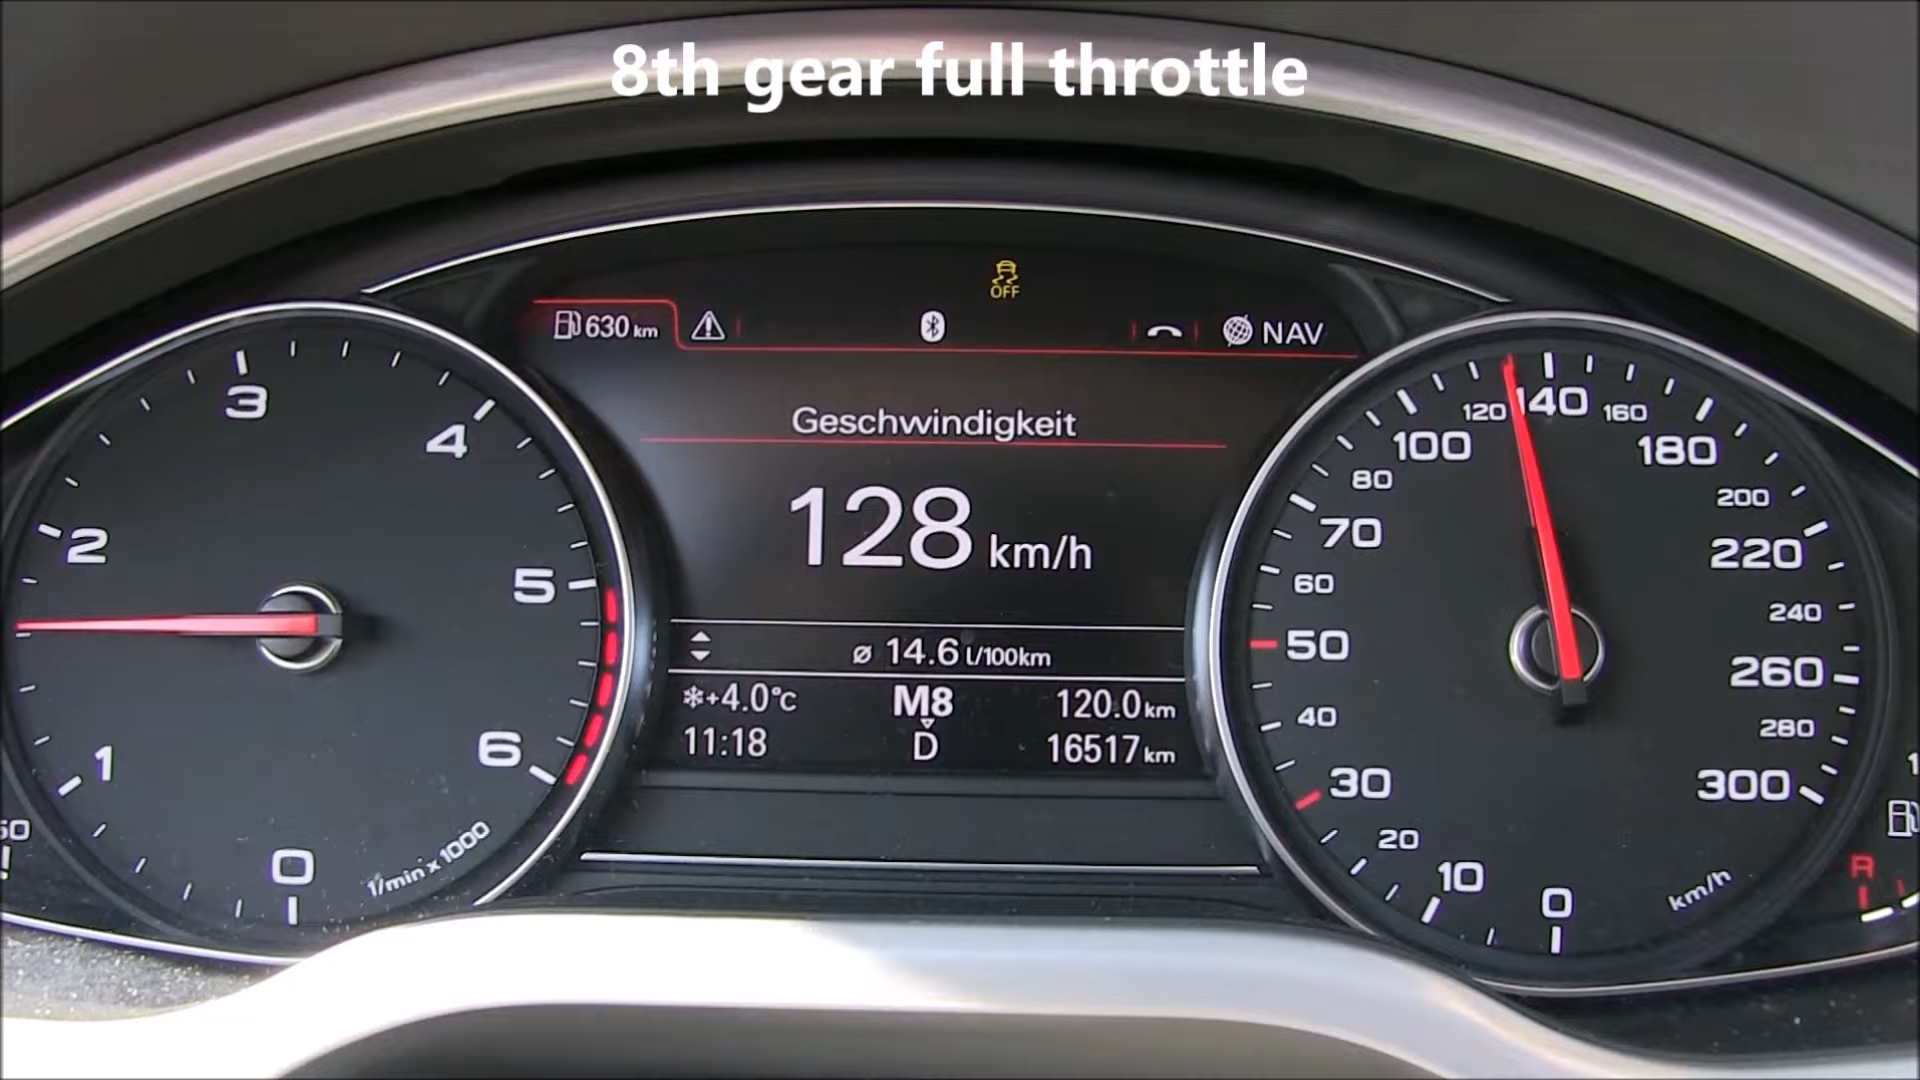 8th gear full throttle
OFF
630 km
NAV
Geschwindigkeit
128 km/h
ø 14.6 l/100km
+4.0°C M8 120.0 km
11:18 D 16517 km
0
1
2
3
4
5
6
1/min x 1000
0
10
20
30
40
50
60
70
80
100
120
140
160
180
200
220
240
260
280
300
km/h
R